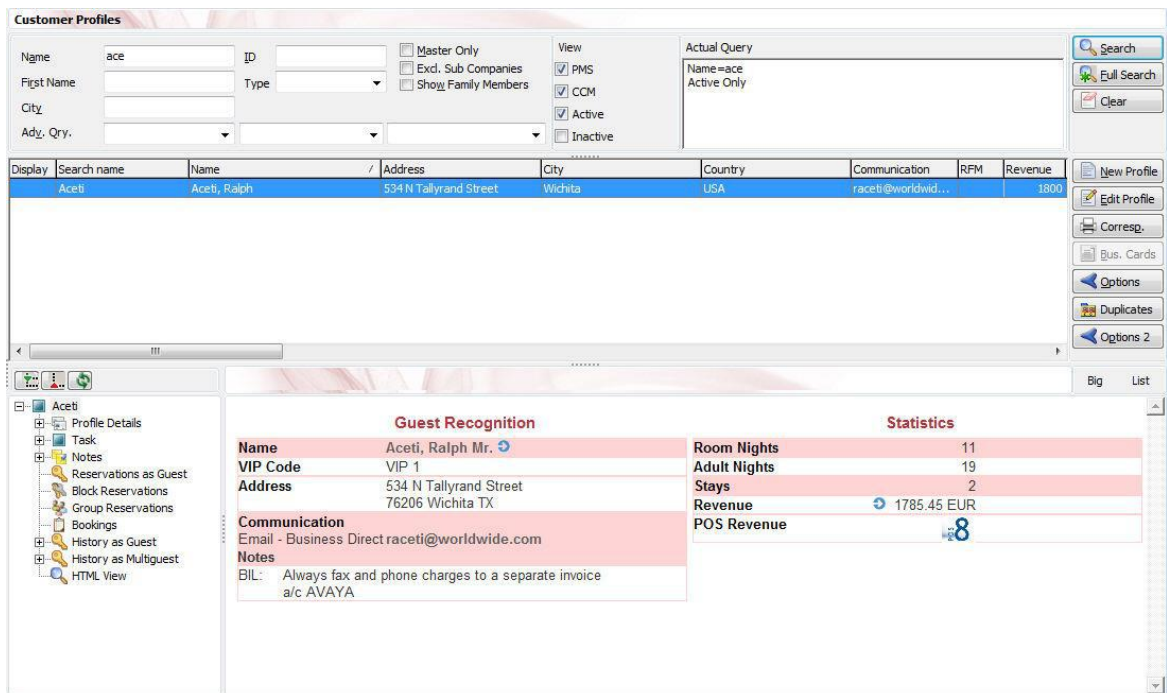 Customer Profiles
Name ace ID Master Only View Actual Query Search
Excl. Sub Companies PMS Name=ace
First Name Type Show Family Members CCM Active Only Full Search
City Active Clear
Adv. Qry. Inactive
Display Search name Name / Address City Country Communication RFM Revenue New Profile
Aceti Aceti, Ralph 534 N Tallyrand Street Wichita USA raceti@worldwid... 1800
Edit Profile
Corresp.
Bus. Cards
Options
Duplicates
Options 2
Big List
Aceti
Profile Details
Task
Notes
Reservations as Guest
Block Reservations
Group Reservations
Bookings
History as Guest
History as Multiguest
HTML View
Guest Recognition
Name Aceti, Ralph Mr.
VIP Code VIP 1
Address 534 N Tallyrand Street
76206 Wichita TX
Communication
Email - Business Direct raceti@worldwide.com
Notes
BIL: Always fax and phone charges to a separate invoice
a/c AVAYA
Statistics
Room Nights 11
Adult Nights 19
Stays 2
Revenue 1785.45 EUR
POS Revenue 8